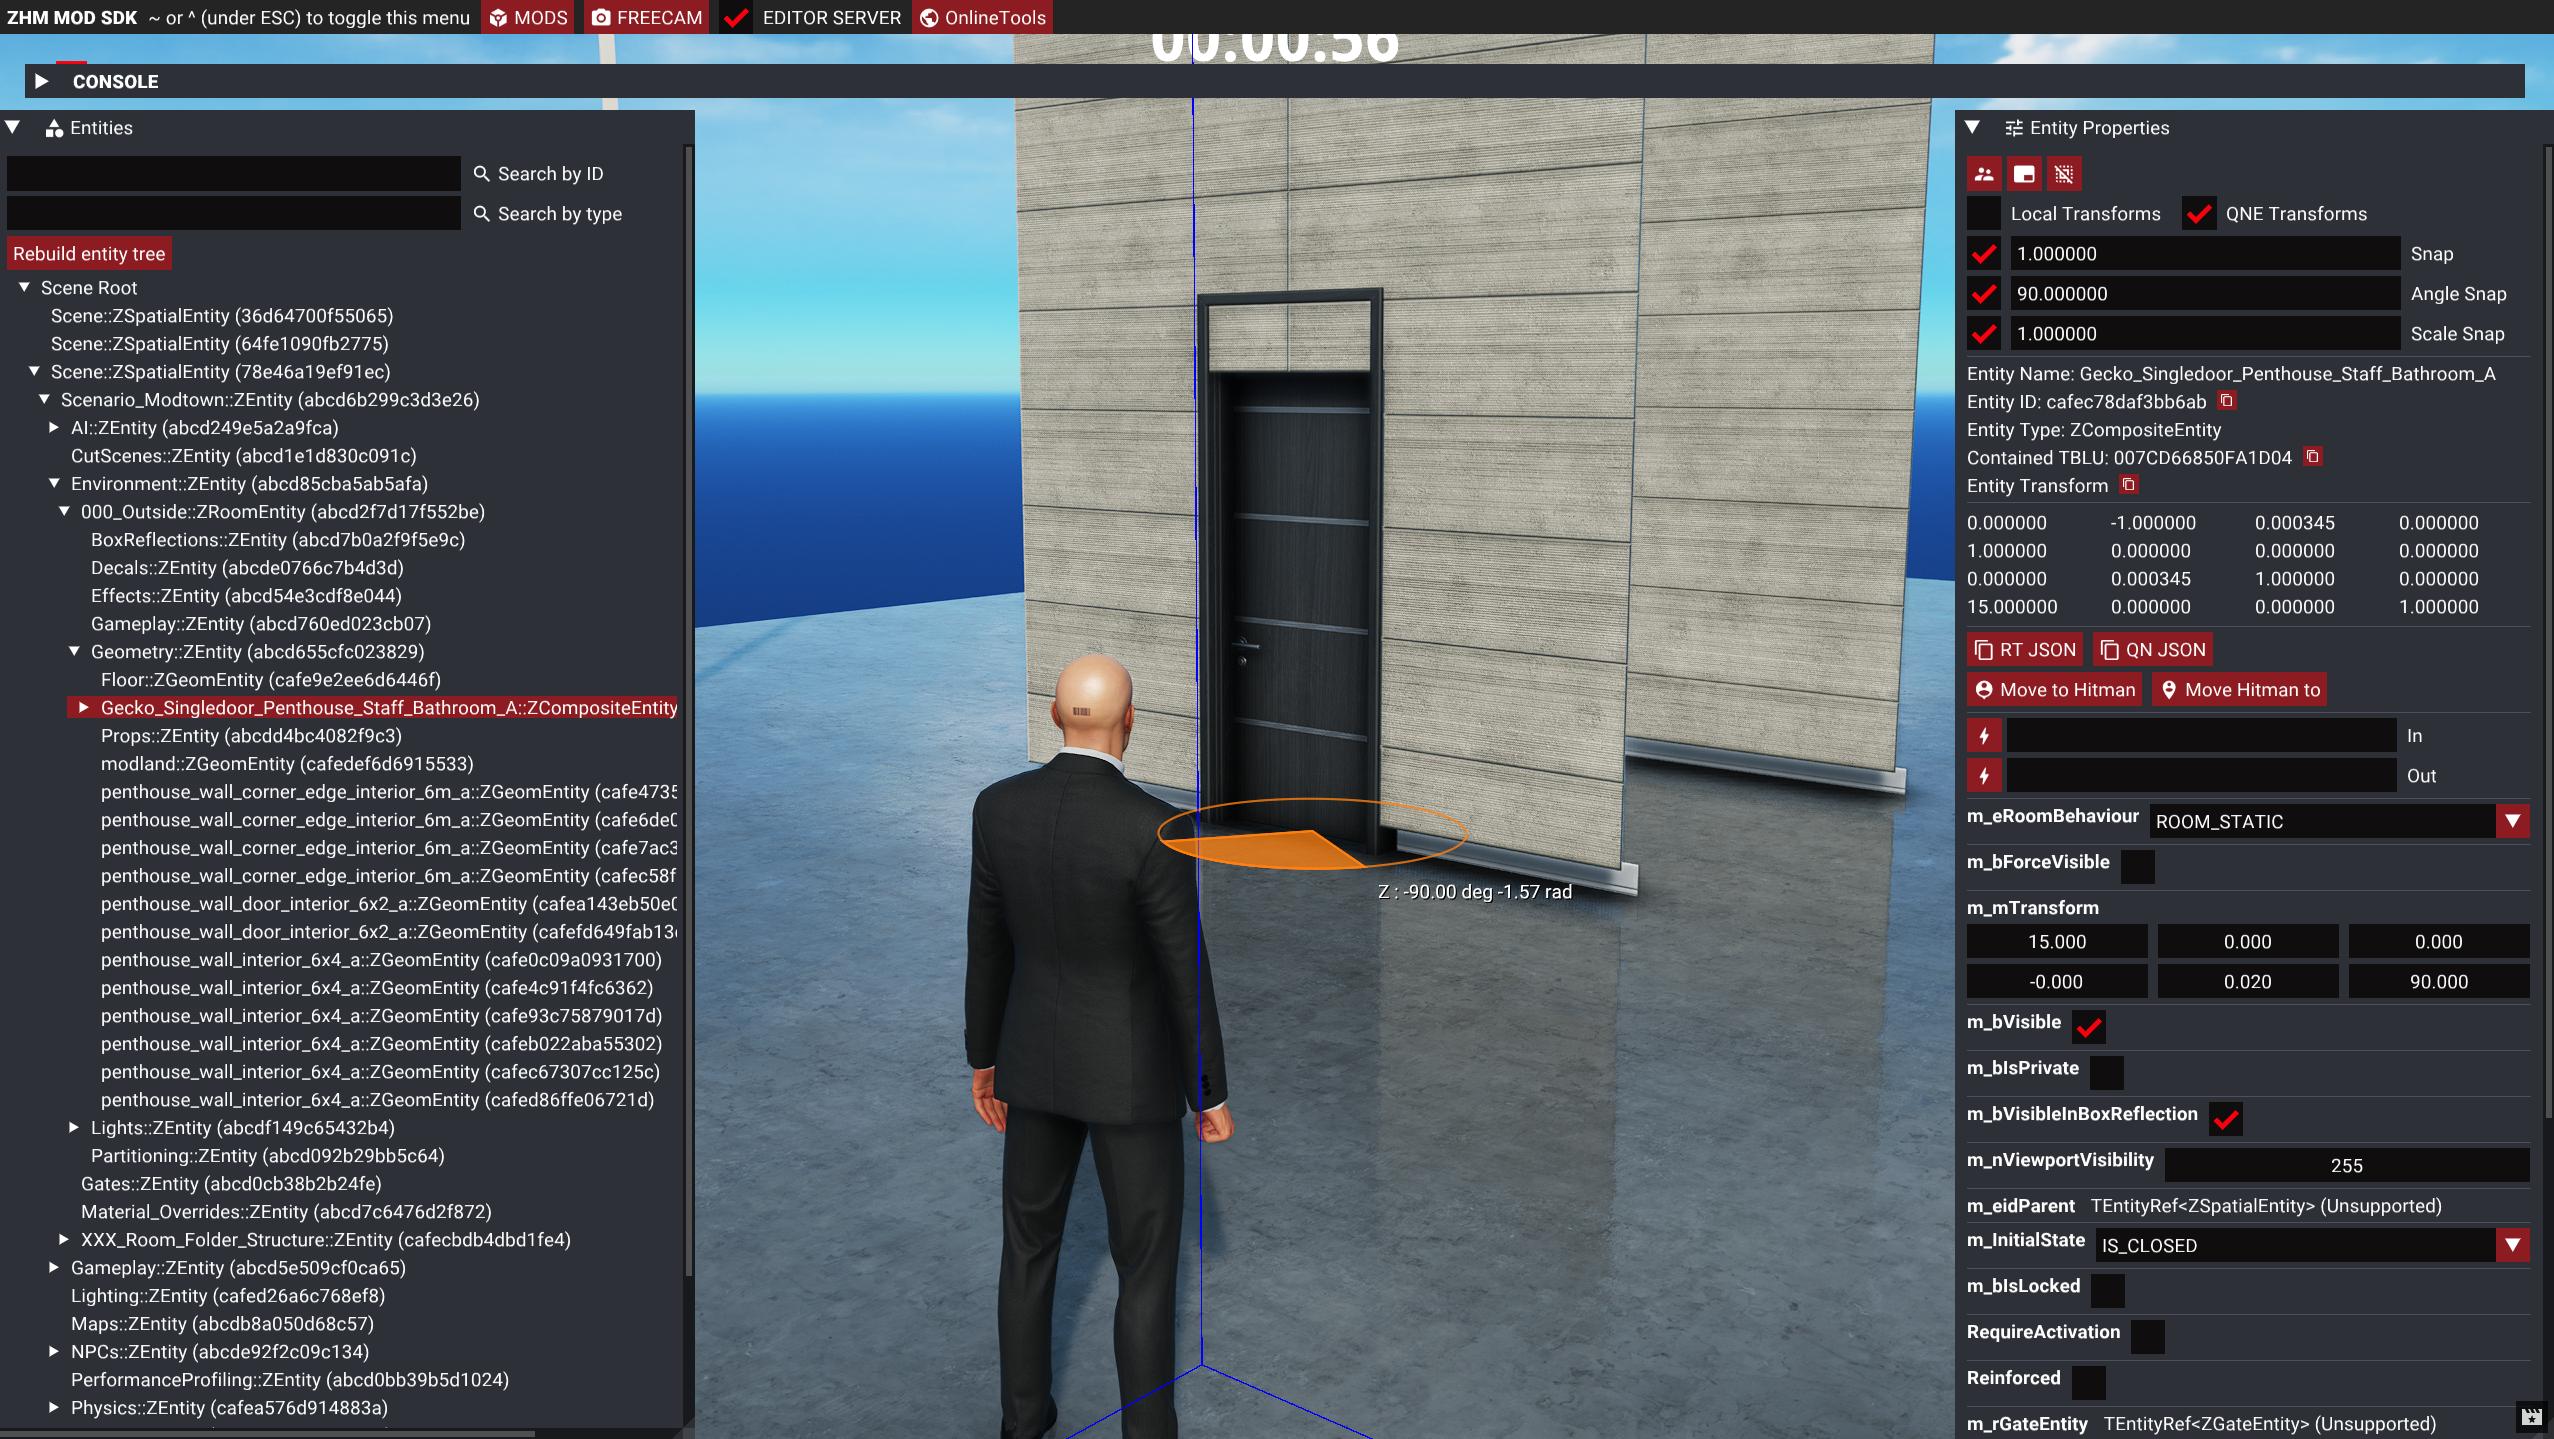 ZHM MOD SDK ~ or ^ (under ESC) to toggle this menu MODS FREECAM EDITOR SERVER OnlineTools
00:00:56
CONSOLE
Entities
Search by ID
Search by type
Rebuild entity tree
Scene Root
Scene::ZSpatialEntity (36d64700f55065)
Scene::ZSpatialEntity (64fe1090fb2775)
Scene::ZSpatialEntity (78e46a19ef91ec)
Scenario_Modtown::ZEntity (abcd6b299c3d3e26)
AI::ZEntity (abcd249e5a2a9fca)
CutScenes::ZEntity (abcd1e1d830c091c)
Environment::ZEntity (abcd85cba5ab5afa)
000_Outside::ZRoomEntity (abcd2f7d17f552be)
BoxReflections::ZEntity (abcd7b0a2f9f5e9c)
Decals::ZEntity (abcde0766c7b4d3d)
Effects::ZEntity (abcd54e3cdf8e044)
Gameplay::ZEntity (abcd760ed023cb07)
Geometry::ZEntity (abcd655cfc023829)
Floor::ZGeomEntity (cafe9e2ee6d6446f)
Gecko_Singledoor_Penthouse_Staff_Bathroom_A::ZCompositeEntity
Props::ZEntity (abcdd4bc4082f9c3)
modland::ZGeomEntity (cafedef6d6915533)
penthouse_wall_corner_edge_interior_6m_a::ZGeomEntity (cafe4735
penthouse_wall_corner_edge_interior_6m_a::ZGeomEntity (cafe6de0
penthouse_wall_corner_edge_interior_6m_a::ZGeomEntity (cafe7ac3
penthouse_wall_corner_edge_interior_6m_a::ZGeomEntity (cafec58f
penthouse_wall_door_interior_6x2_a::ZGeomEntity (cafea143eb50e0
penthouse_wall_door_interior_6x2_a::ZGeomEntity (cafefd649fab13
penthouse_wall_interior_6x4_a::ZGeomEntity (cafe0c09a0931700)
penthouse_wall_interior_6x4_a::ZGeomEntity (cafe4c91f4fc6362)
penthouse_wall_interior_6x4_a::ZGeomEntity (cafe93c75879017d)
penthouse_wall_interior_6x4_a::ZGeomEntity (cafeb022aba55302)
penthouse_wall_interior_6x4_a::ZGeomEntity (cafec67307cc125c)
penthouse_wall_interior_6x4_a::ZGeomEntity (cafed86ffe06721d)
Lights::ZEntity (abcdf149c65432b4)
Partitioning::ZEntity (abcd092b29bb5c64)
Gates::ZEntity (abcd0cb38b2b24fe)
Material_Overrides::ZEntity (abcd7c6476d2f872)
XXX_Room_Folder_Structure::ZEntity (cafecbdb4dbd1fe4)
Gameplay::ZEntity (abcd5e509cf0ca65)
Lighting::ZEntity (cafed26a6c768ef8)
Maps::ZEntity (abcdb8a050d68c57)
NPCs::ZEntity (abcde92f2c09c134)
PerformanceProfiling::ZEntity (abcd0bb39b5d1024)
Physics::ZEntity (cafea576d914883a)
Z : -90.00 deg -1.57 rad
Entity Properties
Local Transforms QNE Transforms
1.000000 Snap
90.000000 Angle Snap
1.000000 Scale Snap
Entity Name: Gecko_Singledoor_Penthouse_Staff_Bathroom_A
Entity ID: cafec78daf3bb6ab
Entity Type: ZCompositeEntity
Contained TBLU: 007CD66850FA1D04
Entity Transform
0.000000 -1.000000 0.000345 0.000000
1.000000 0.000000 0.000000 0.000000
0.000000 0.000345 1.000000 0.000000
15.000000 0.000000 0.000000 1.000000
RT JSON QN JSON
Move to Hitman Move Hitman to
In
Out
m_eRoomBehaviour ROOM_STATIC
m_bForceVisible
m_mTransform
15.000 0.000 0.000
-0.000 0.020 90.000
m_bVisible
m_bIsPrivate
m_bVisibleInBoxReflection
m_nViewportVisibility 255
m_eidParent TEntityRef<ZSpatialEntity> (Unsupported)
m_InitialState IS_CLOSED
m_bIsLocked
RequireActivation
Reinforced
m_rGateEntity TEntityRef<ZGateEntity> (Unsupported)